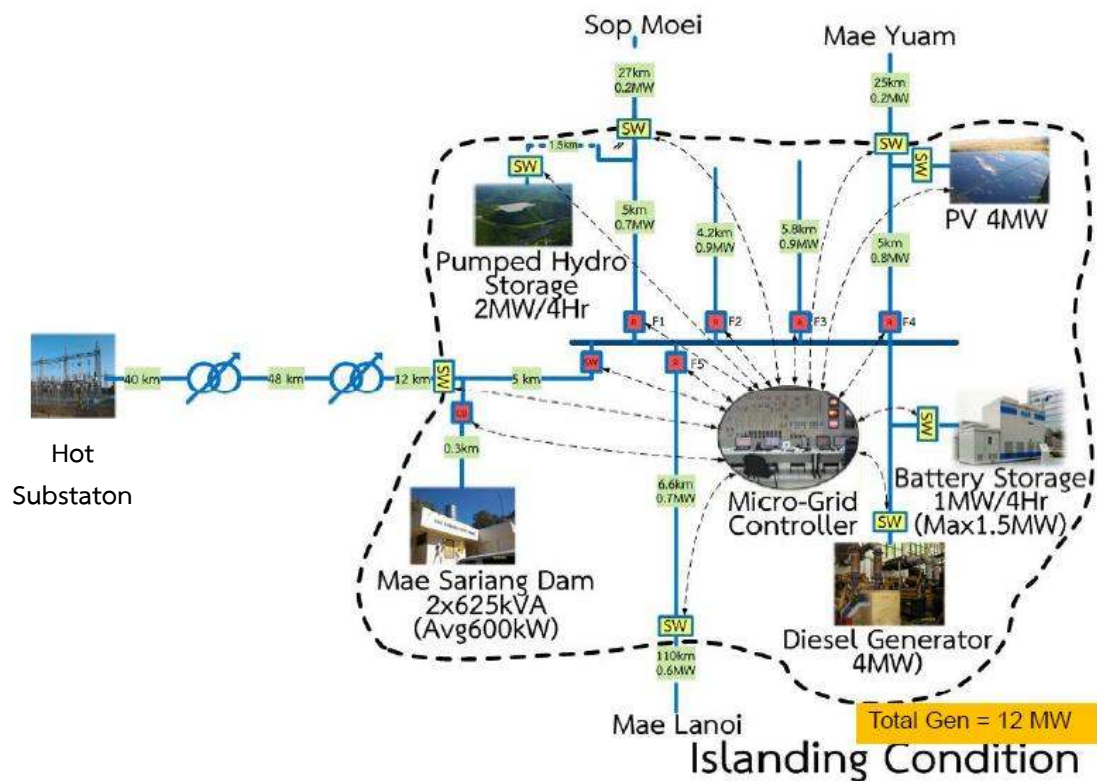 Sop Moei
Mae Yuam
27km
0.2MW
25km
0.2MW
SW
SW
1.5km
SW
SW
PV 4MW
5km
0.7MW
4.2km
0.9MW
5.8km
0.9MW
5km
0.8MW
Pumped Hydro
Storage
2MW/4Hr
R F1
R F2
R F3
R F4
40 km
48 km
12 km
SW
5 km
SW
R F5
Hot
Substaton
0.3km
SW
Battery Storage
1MW/4Hr
(Max1.5MW)
6.6km
0.7MW
Micro-Grid
Controller
SW
Mae Sariang Dam
2x625kVA
(Avg600kW)
Diesel Generator
4MW)
SW
110km
0.6MW
Mae Lanoi
Total Gen = 12 MW
Islanding Condition